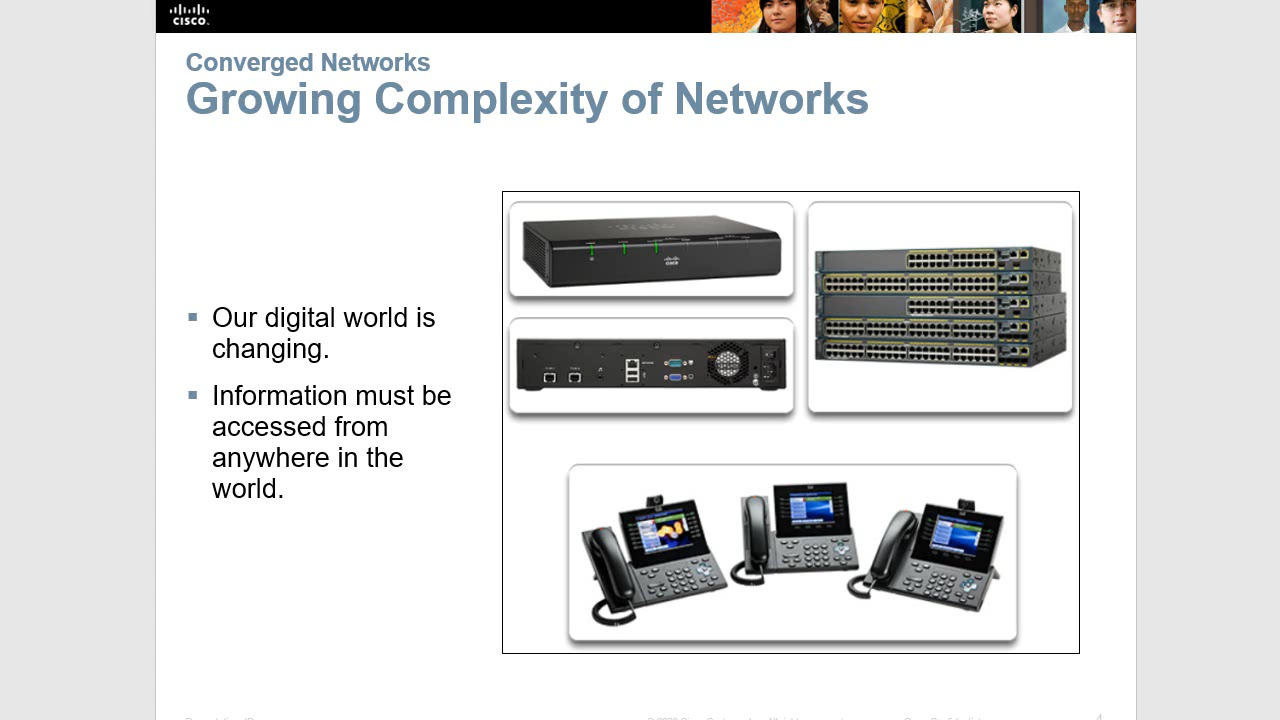 CISCO.
Converged Networks
Growing Complexity of Networks
Our digital world is
changing.
Information must be
accessed from
anywhere in the
world.